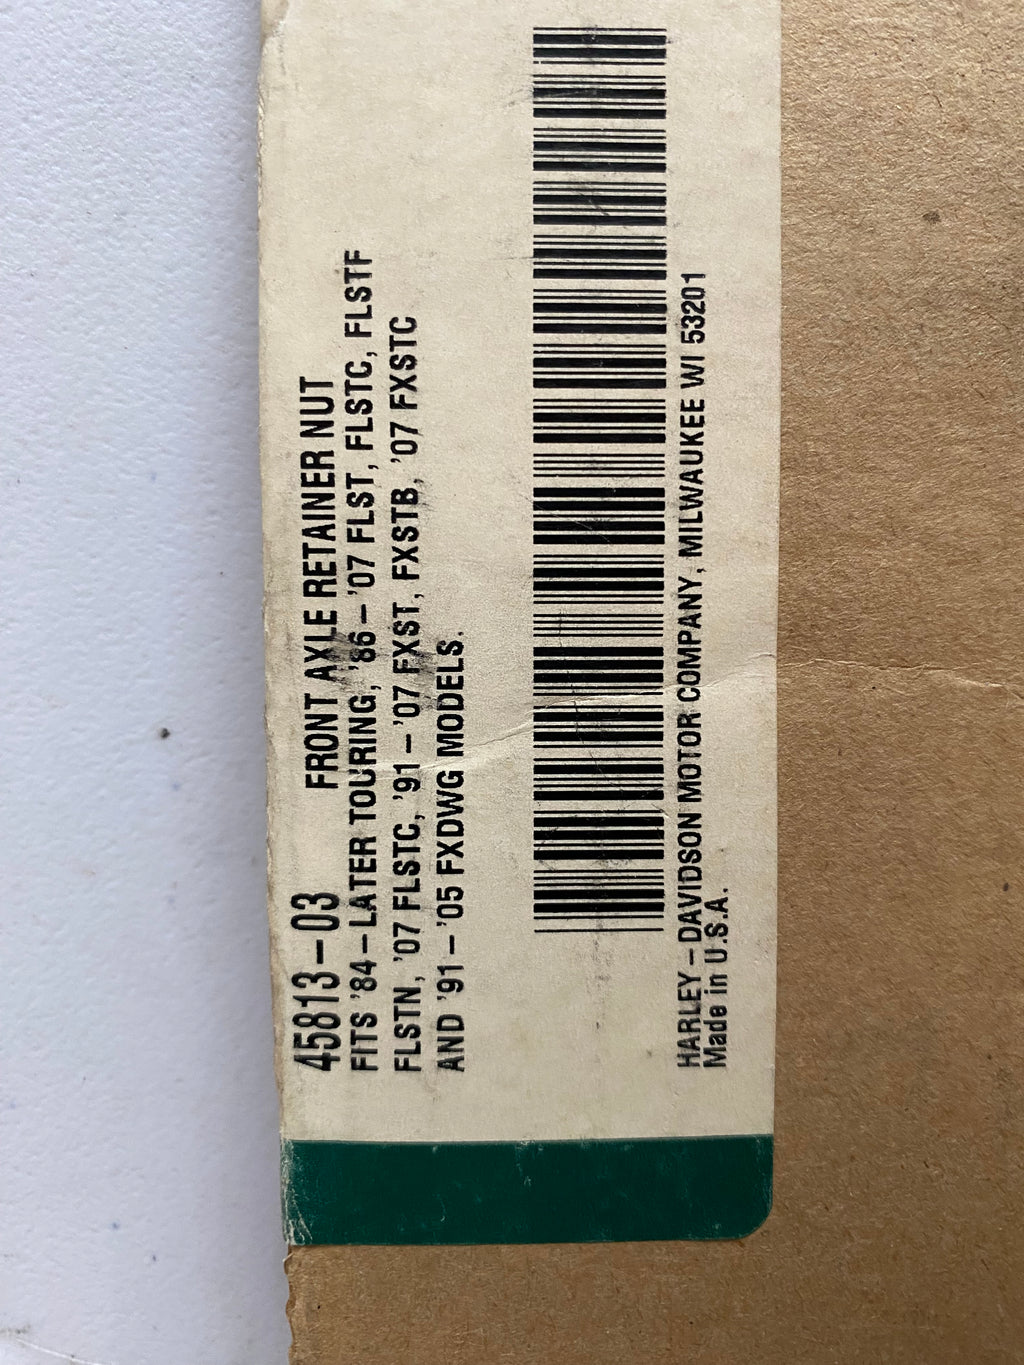 45813-03 FRONT AXLE RETAINER NUT
FITS '84-LATER TOURING, '86-'07 FLST, FLSTC, FLSTF
FLSTN, '07 FLSTC, '91-'07 FXST, FXSTB, '07 FXSTC
AND '91-'05 FXDWG MODELS.
HARLEY-DAVIDSON MOTOR COMPANY, MILWAUKEE WI 53201
Made in U.S.A.